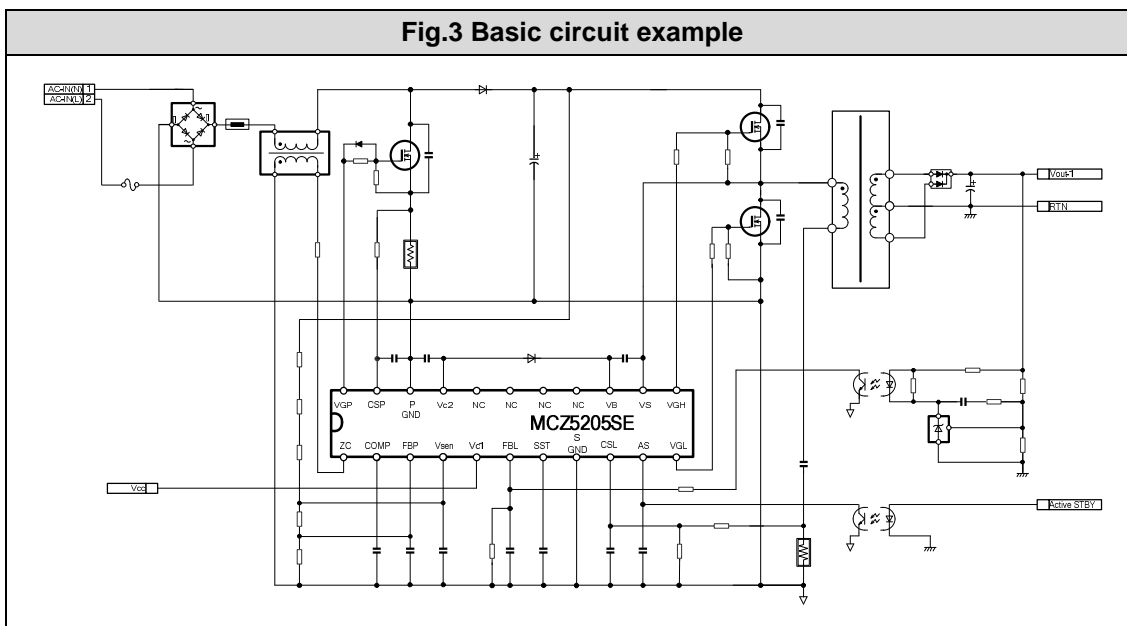 Fig.3 Basic circuit example
AC-IN(N) 1
AC-IN(L) 2
Vout-1
RTN
VGP CSP P GND Vc2 NC NC NC NC VB VS VGH
MCZ5205SE
ZC COMP FBP Vsen Vc1 FBL SST S GND CSL AS VGL
Vcc
Active STBY